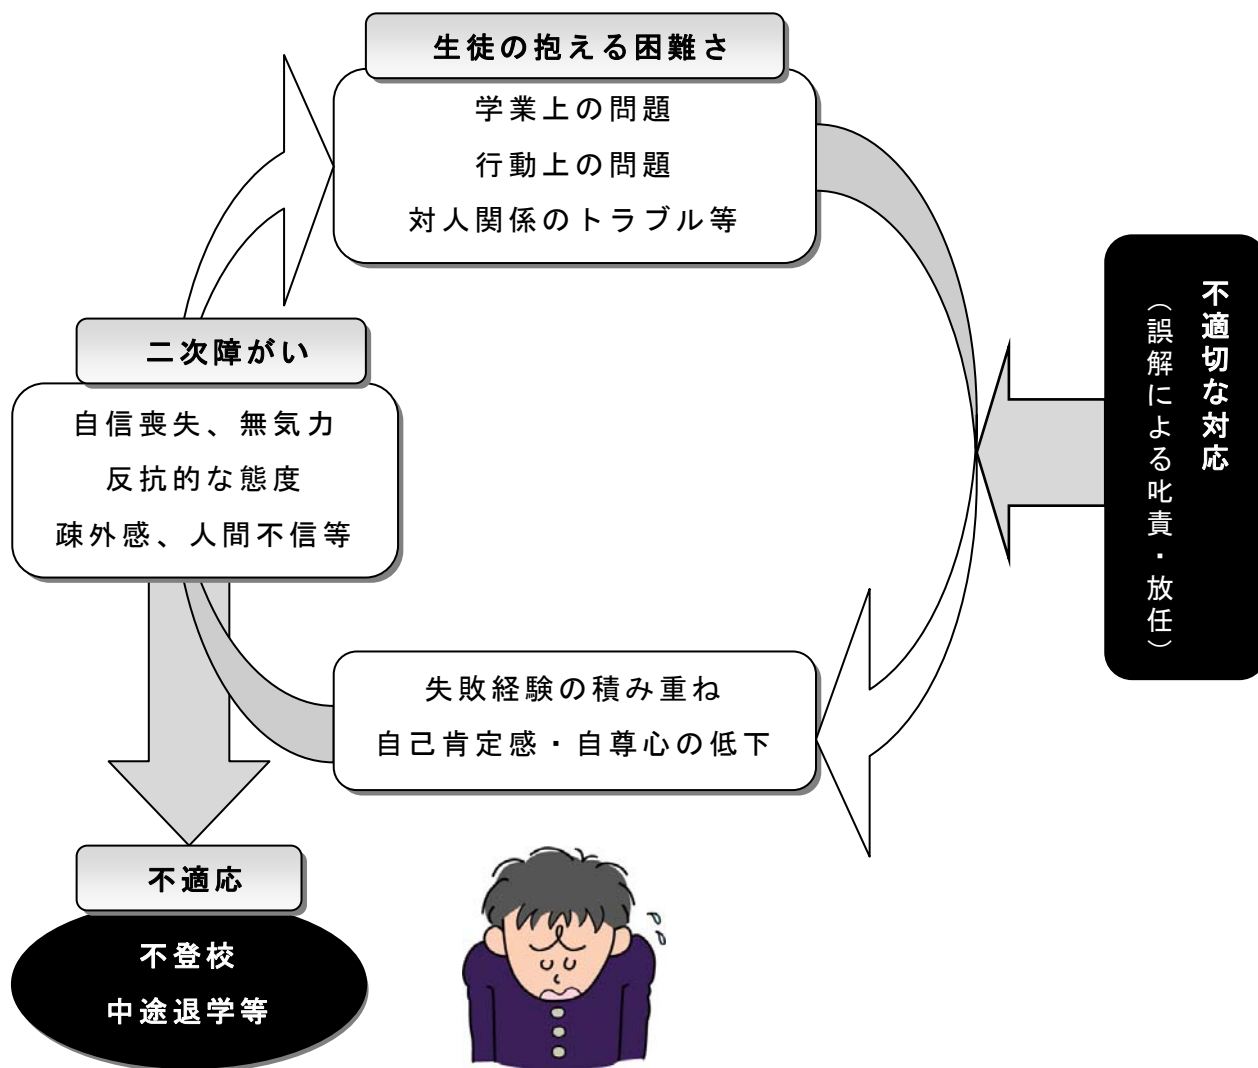 生徒の抱える困難さ
学業上の問題
行動上の問題
対人関係のトラブル等
不適切な対応
（誤解による叱責・放任）
失敗経験の積み重ね
自己肯定感・自尊心の低下
二次障がい
自信喪失、無気力
反抗的な態度
疎外感、人間不信等
不適応
不登校
中途退学等